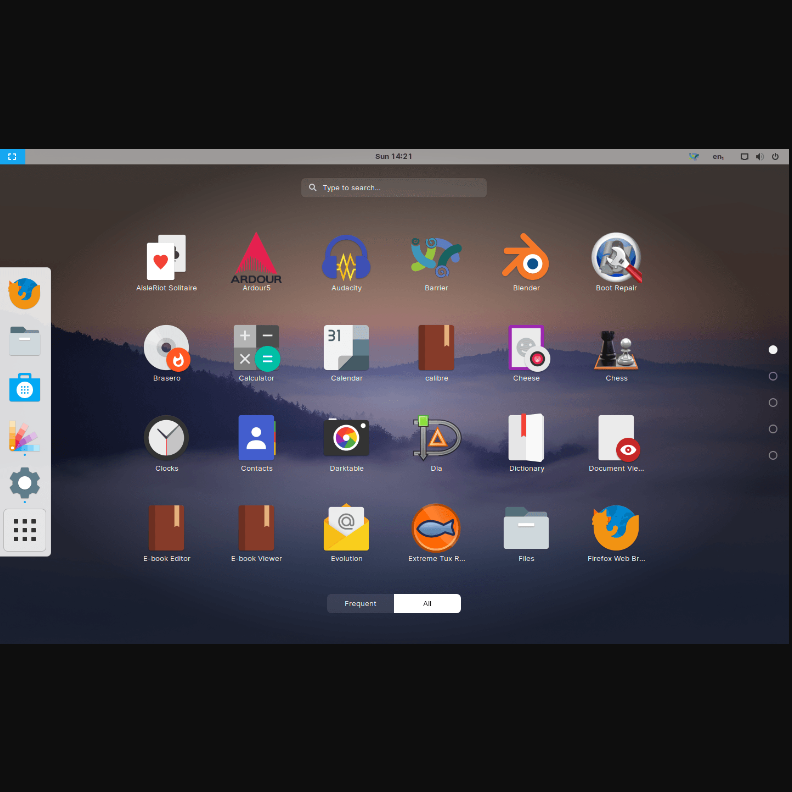 Sun 14:21
en₁
Type to search...
ARDOUR
AisleRiot Solitaire
Ardour5
Audacity
Barrier
Blender
Boot Repair
31
Brasero
Calculator
Calendar
calibre
Cheese
Chess
Clocks
Contacts
Darktable
Dia
Dictionary
Document Vie...
@
E-book Editor
E-book Viewer
Evolution
Extreme Tux R...
Files
Firefox Web Br...
Frequent
All